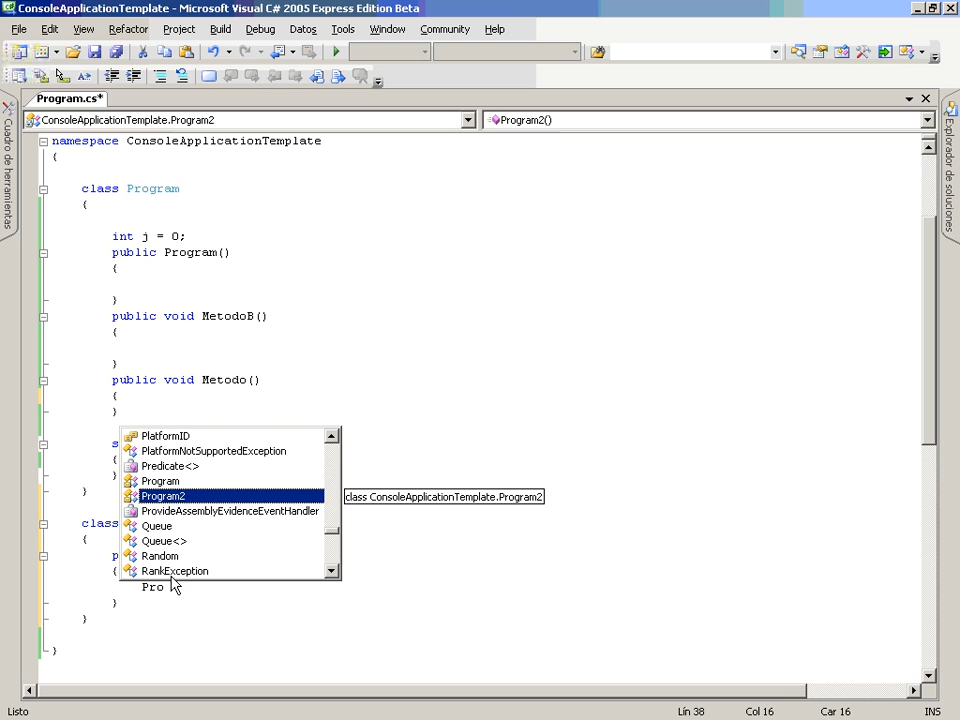 ConsoleApplicationTemplate - Microsoft Visual C# 2005 Express Edition Beta
File Edit View Refactor Project Build Debug Datos Tools Window Community Help
Program.cs*
ConsoleApplicationTemplate.Program2 Program2()
Cuadro de herramientas
Explorador de soluciones
namespace ConsoleApplicationTemplate
{
class Program
{
int j = 0;
public Program()
{
}
public void MetodoB()
{
}
public void Metodo()
{
}
s
{
}
}
class
{
p
{
Pro
}
}
}
PlatformID
PlatformNotSupportedException
Predicate<>
Program
Program2
ProvideAssemblyEvidenceEventHandler
Queue
Queue<>
Random
RankException
class ConsoleApplicationTemplate.Program2
Listo Lín 38 Col 16 Car 16 INS